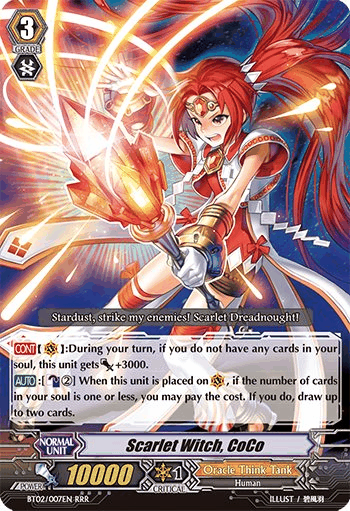 3
GRADE
Stardust, strike my enemies! Scarlet Dreadnought!
CONT【 】:During your turn, if you do not have any cards in your
soul, this unit gets +3000.
AUTO:【 ②】 When this unit is placed on , if the number of cards
in your soul is one or less, you may pay the cost. If you do, draw up
to two cards.
NORMAL UNIT Scarlet Witch, CoCo
POWER 10000 1 CRITICAL Oracle Think Tank
Human
BT02/007EN RRR ILLUST / 碧風羽